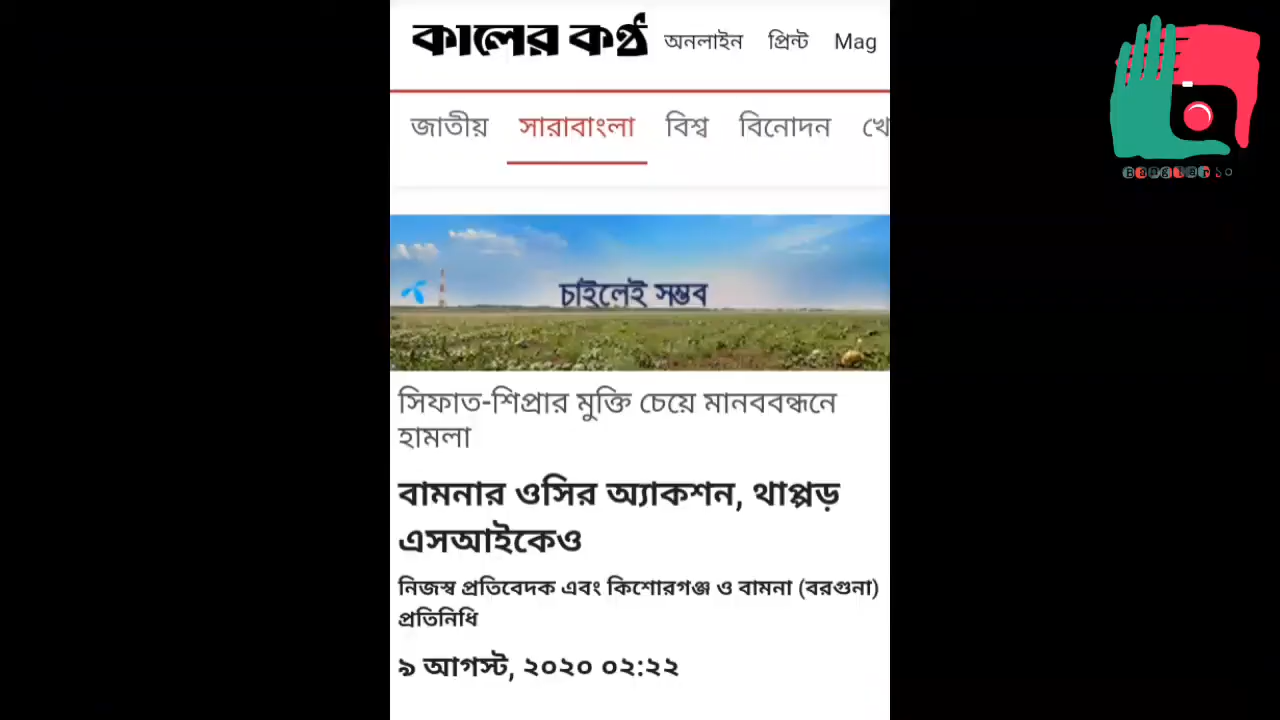 কালের কণ্ঠ অনলাইন প্রিন্ট Mag
জাতীয় সারাবাংলা বিশ্ব বিনোদন খে
চাইলেই সম্ভব
সিফাত-শিপ্রার মুক্তি চেয়ে মানববন্ধনে
হামলা
বামনার ওসির অ্যাকশন, থাপ্পড়
এসআইকেও
নিজস্ব প্রতিবেদক এবং কিশোরগঞ্জ ও বামনা (বরগুনা)
প্রতিনিধি
৯ আগস্ট, ২০২০ ০২:২২